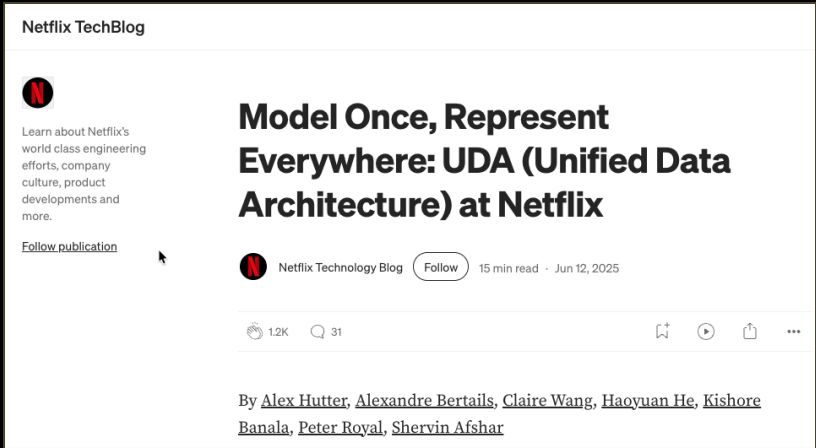 Netflix TechBlog
Learn about Netflix's
world class engineering
efforts, company
culture, product
developments and
more.
Follow publication
Model Once, Represent
Everywhere: UDA (Unified Data
Architecture) at Netflix
Netflix Technology Blog Follow 15 min read · Jun 12, 2025
1.2K 31
By Alex Hutter, Alexandre Bertails, Claire Wang, Haoyuan He, Kishore
Banala, Peter Royal, Shervin Afshar